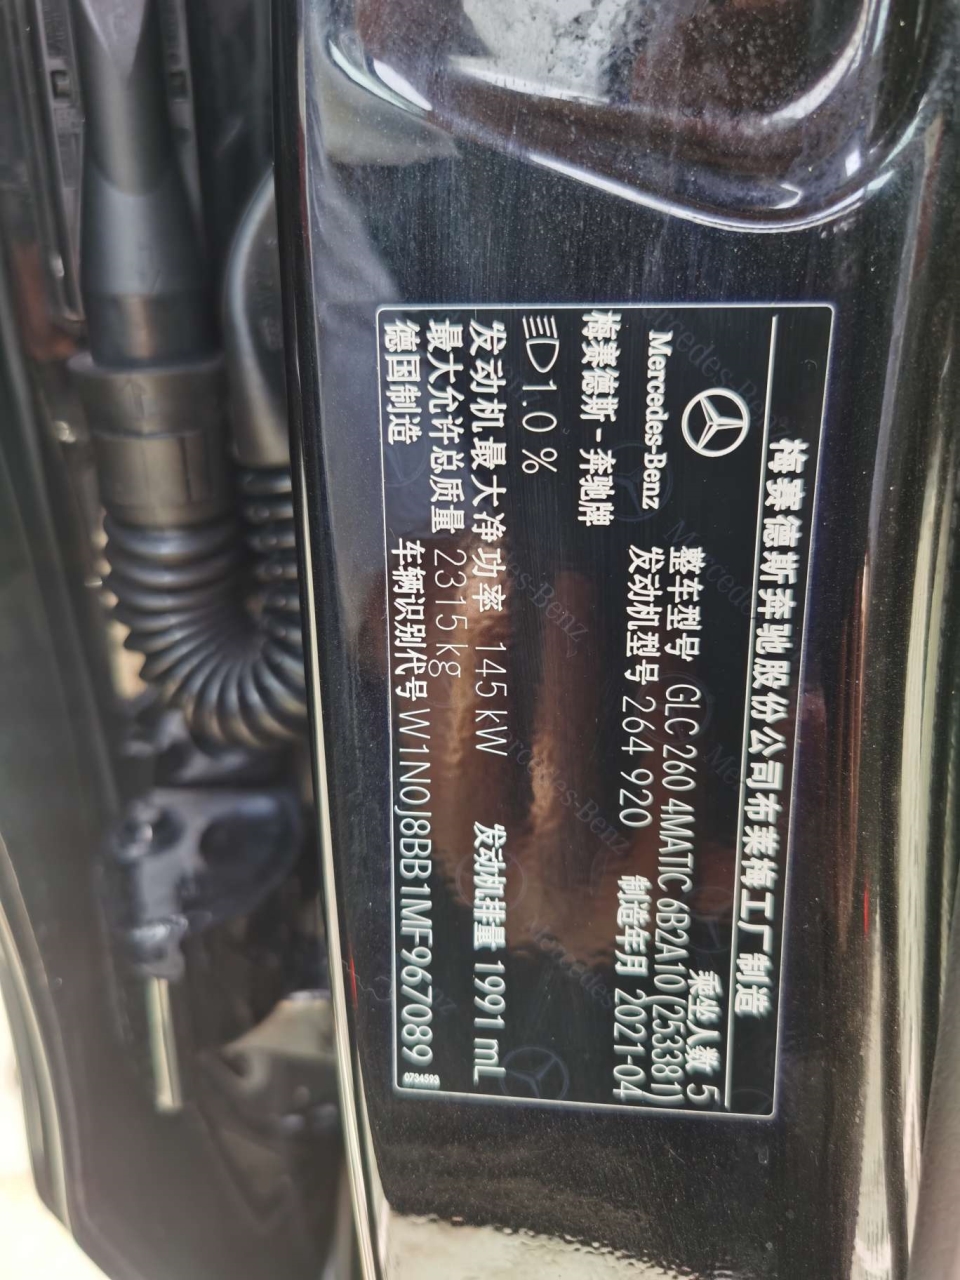 梅赛德斯奔驰股份公司布莱梅工厂制造
乘坐人数 5
整车型号 GLC 260 4MATIC 6B2A10 (253381)
Mercedes-Benz
发动机型号 264 920 制造年月 2021-04
梅赛德斯-奔驰牌
1.0 %
发动机最大净功率 145 kW 发动机排量 1991 mL
最大允许总质量 2315 kg
德国制造 车辆识别代号 W1N0J8BB1MF967089
0734593